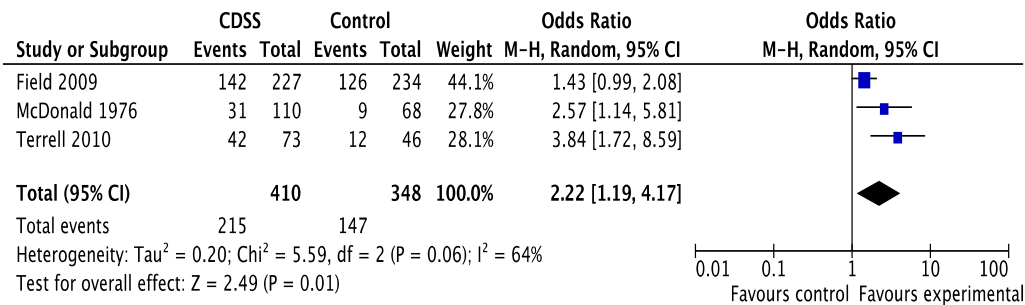 CDSS Control Odds Ratio Odds Ratio
Study or Subgroup Events Total Events Total Weight M-H, Random, 95% CI M-H, Random, 95% CI
Field 2009 142 227 126 234 44.1% 1.43 [0.99, 2.08]
McDonald 1976 31 110 9 68 27.8% 2.57 [1.14, 5.81]
Terrell 2010 42 73 12 46 28.1% 3.84 [1.72, 8.59]
Total (95% CI) 410 348 100.0% 2.22 [1.19, 4.17]
Total events 215 147
Heterogeneity: Tau² = 0.20; Chi² = 5.59, df = 2 (P = 0.06); I² = 64%
Test for overall effect: Z = 2.49 (P = 0.01)
0.01 0.1 1 10 100
Favours control Favours experimental